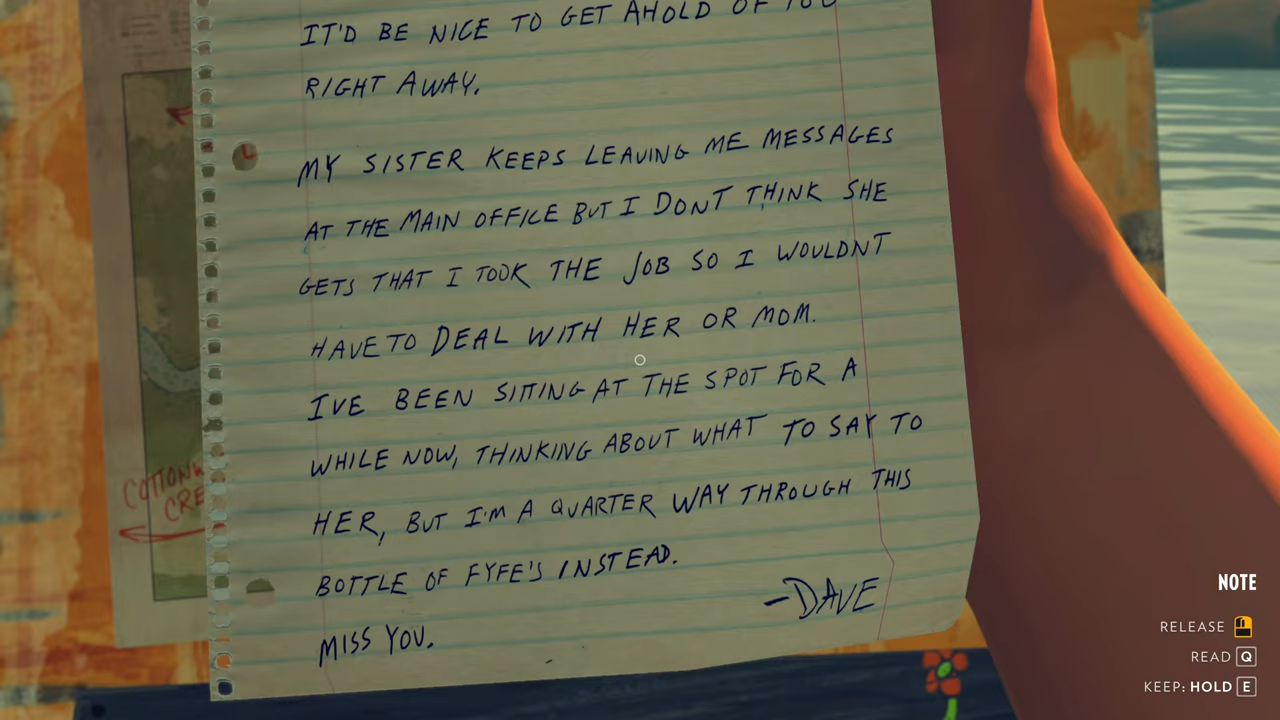 IT'D BE NICE TO GET AHOLD OF YOU
RIGHT AWAY.
MY SISTER KEEPS LEAVING ME MESSAGES
AT THE MAIN OFFICE BUT I DONT THINK SHE
GETS THAT I TOOK THE JOB SO I WOULDNT
HAVE TO DEAL WITH HER OR MOM.
IVE BEEN SITTING AT THE SPOT FOR A
WHILE NOW, THINKING ABOUT WHAT TO SAY TO
HER, BUT I'M A QUARTER WAY THROUGH THIS
BOTTLE OF FYFE'S INSTEAD.
-DAVE
MISS YOU.
NOTE
RELEASE
READ Q
KEEP: HOLD E